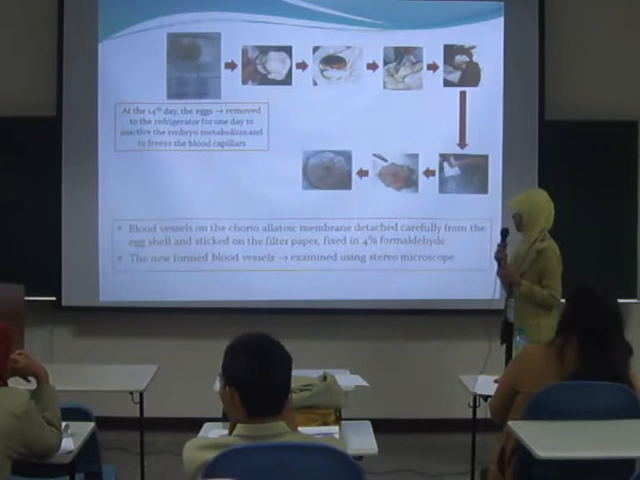 At the 14th day, the eggs → removed
to the refrigerator for one day to
inactive the embryo metabolism and
to freeze the blood capillars
• Blood vessels on the chorio allatoic membrane detached carefully from the
egg shell and sticked on the filter paper, fixed in 4% formaldehyde
• The new formed blood vessels → examined using stereo microscope